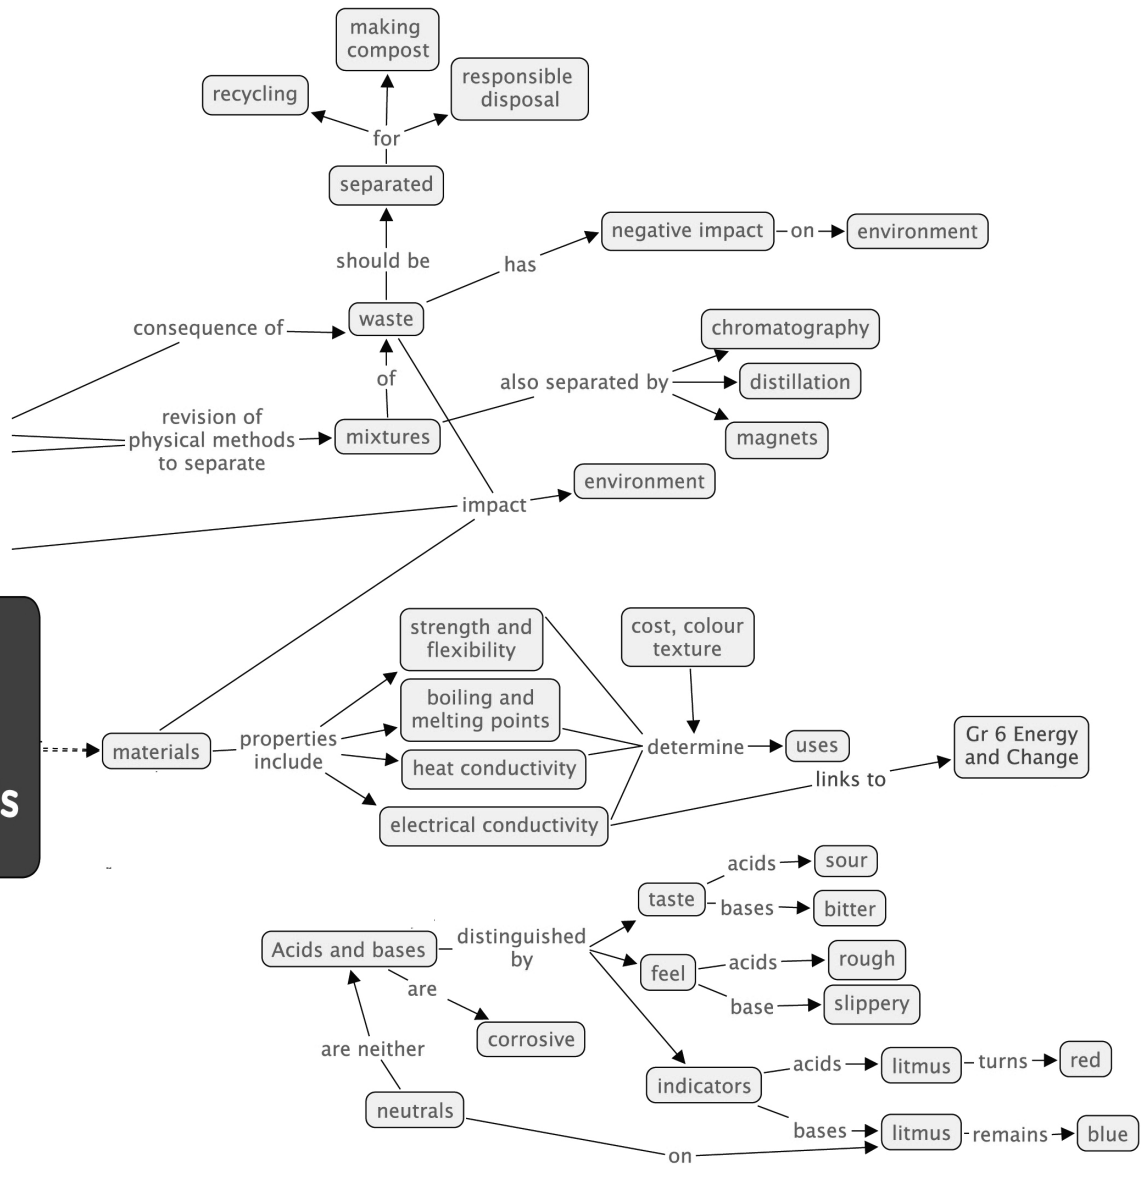 making
compost
recycling
responsible
disposal
for
separated
should be
has
negative impact
on
environment
consequence of
waste
of
chromatography
also separated by
distillation
revision of
physical methods
to separate
mixtures
magnets
impact
environment
strength and
flexibility
cost, colour
texture
boiling and
melting points
s
materials
properties
include
heat conductivity
determine
uses
Gr 6 Energy
and Change
links to
electrical conductivity
acids
sour
taste
bases
bitter
Acids and bases
distinguished
by
feel
acids
rough
base
slippery
are
corrosive
are neither
neutrals
indicators
acids
litmus
turns
red
bases
litmus
remains
blue
on